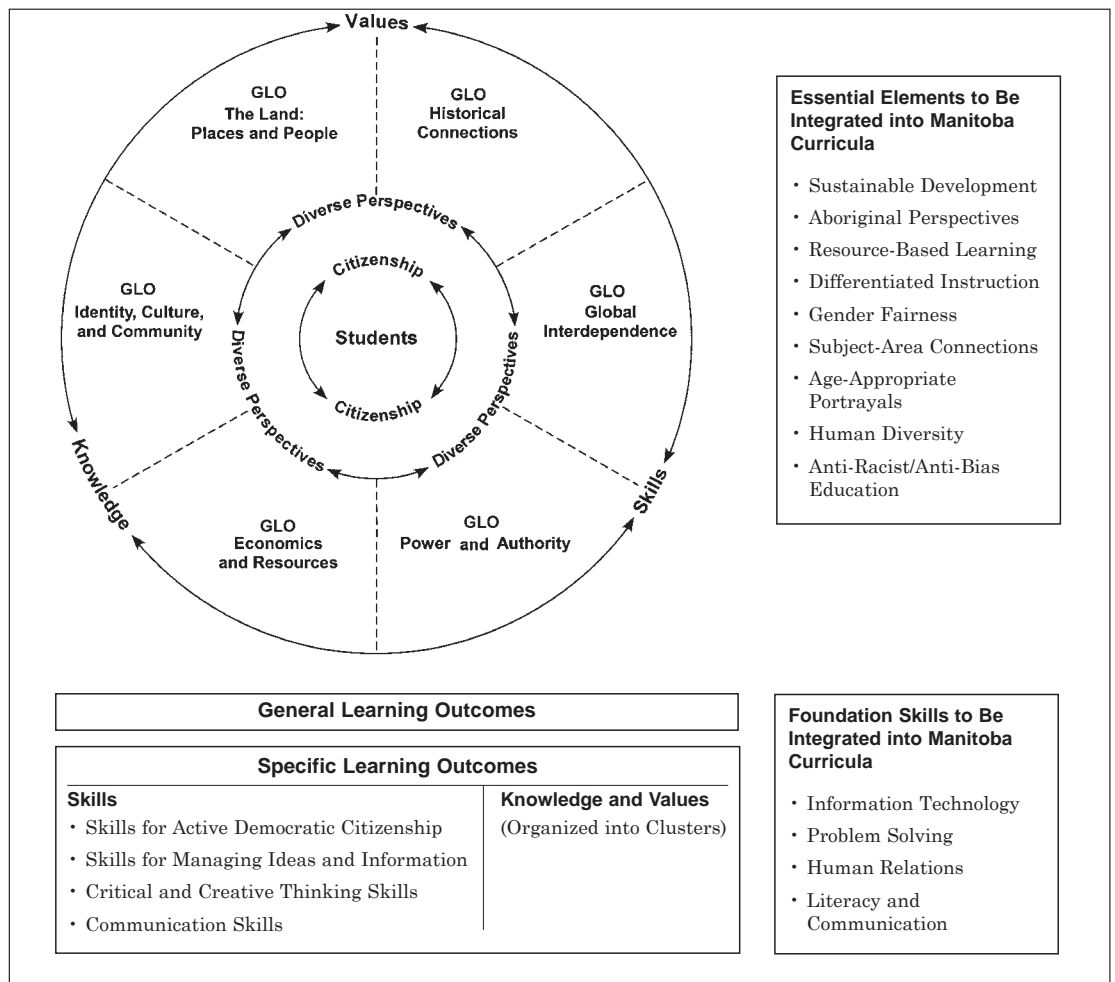 Values
GLO
The Land:
Places and People
GLO
Historical
Connections
GLO
Identity, Culture,
and Community
GLO
Global
Interdependence
GLO
Economics
and Resources
GLO
Power and Authority
Knowledge
Skills
Diverse Perspectives
Diverse Perspectives
Diverse Perspectives
Citizenship
Students
Citizenship
Essential Elements to Be
Integrated into Manitoba
Curricula
• Sustainable Development
• Aboriginal Perspectives
• Resource-Based Learning
• Differentiated Instruction
• Gender Fairness
• Subject-Area Connections
• Age-Appropriate
Portrayals
• Human Diversity
• Anti-Racist/Anti-Bias
Education
General Learning Outcomes
Specific Learning Outcomes
Skills
• Skills for Active Democratic Citizenship
• Skills for Managing Ideas and Information
• Critical and Creative Thinking Skills
• Communication Skills
Knowledge and Values
(Organized into Clusters)
Foundation Skills to Be
Integrated into Manitoba
Curricula
• Information Technology
• Problem Solving
• Human Relations
• Literacy and
Communication